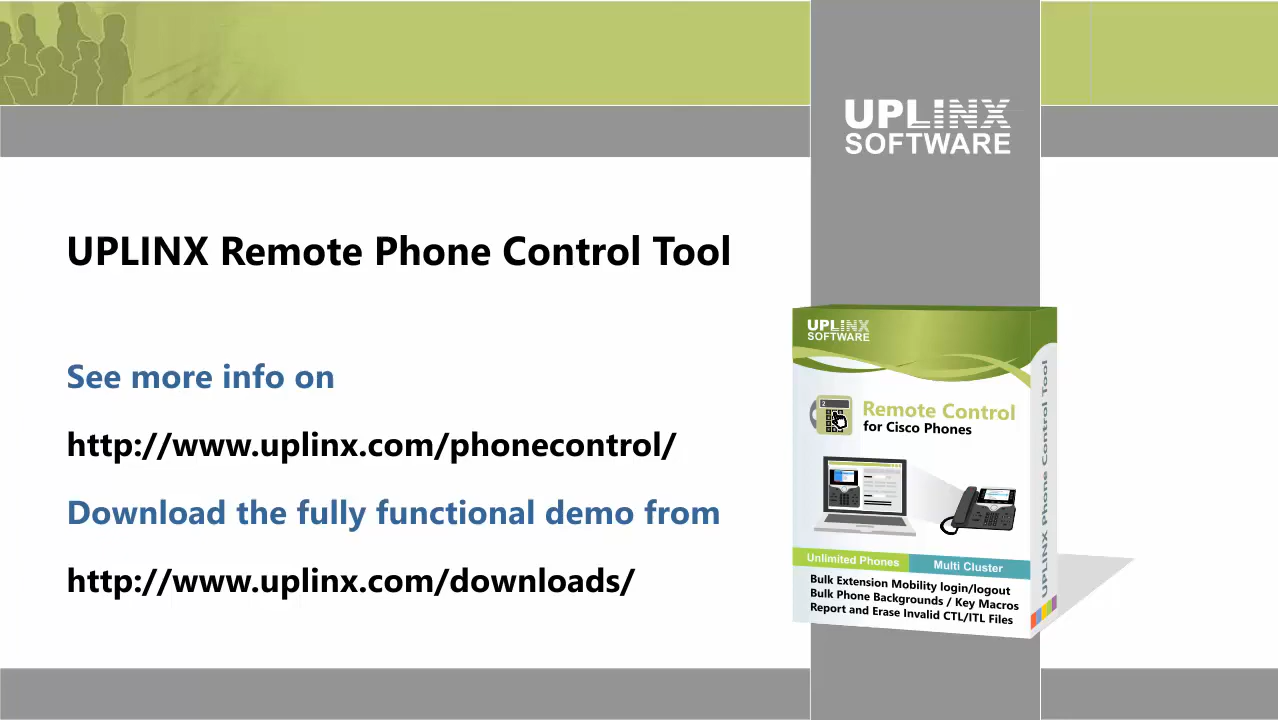 UPLINX
SOFTWARE
UPLINX Remote Phone Control Tool
See more info on
http://www.uplinx.com/phonecontrol/
Download the fully functional demo from
http://www.uplinx.com/downloads/
UPLINX
SOFTWARE
Remote Control
for Cisco Phones
Unlimited Phones
Multi Cluster
Bulk Extension Mobility login/logout
Bulk Phone Backgrounds / Key Macros
Report and Erase Invalid CTL/ITL Files
UPLINX Phone Control Tool